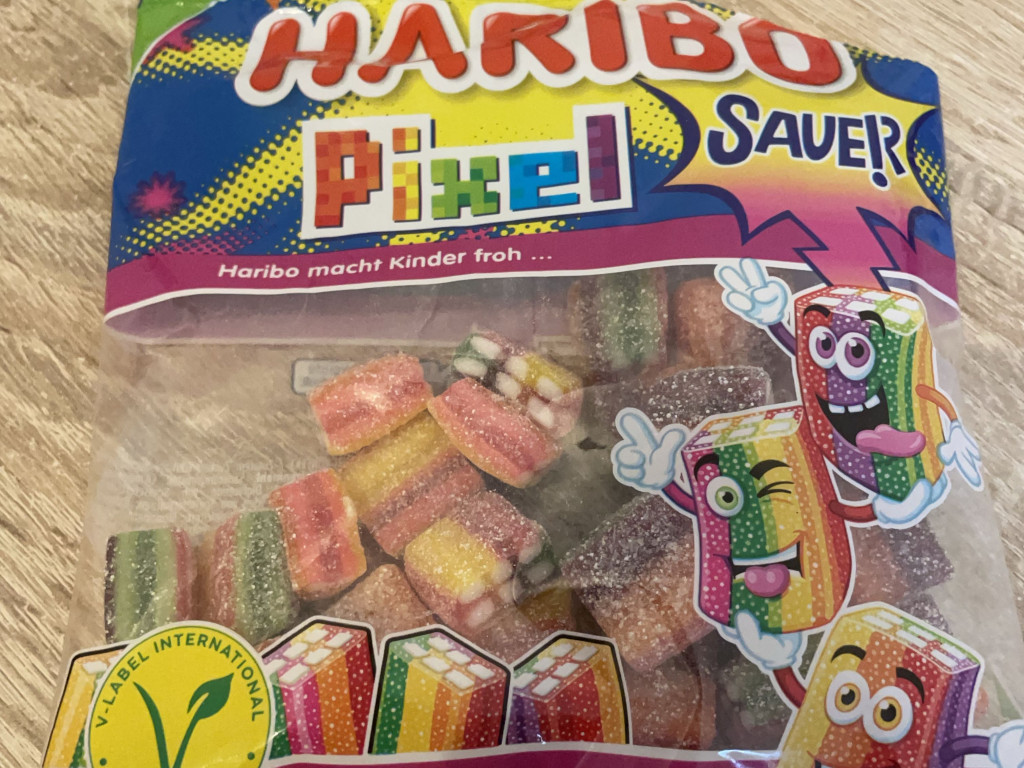 HARIBO
Pixel
SAUER!
Haribo macht Kinder froh ...
V-LABEL INTERNATIONAL